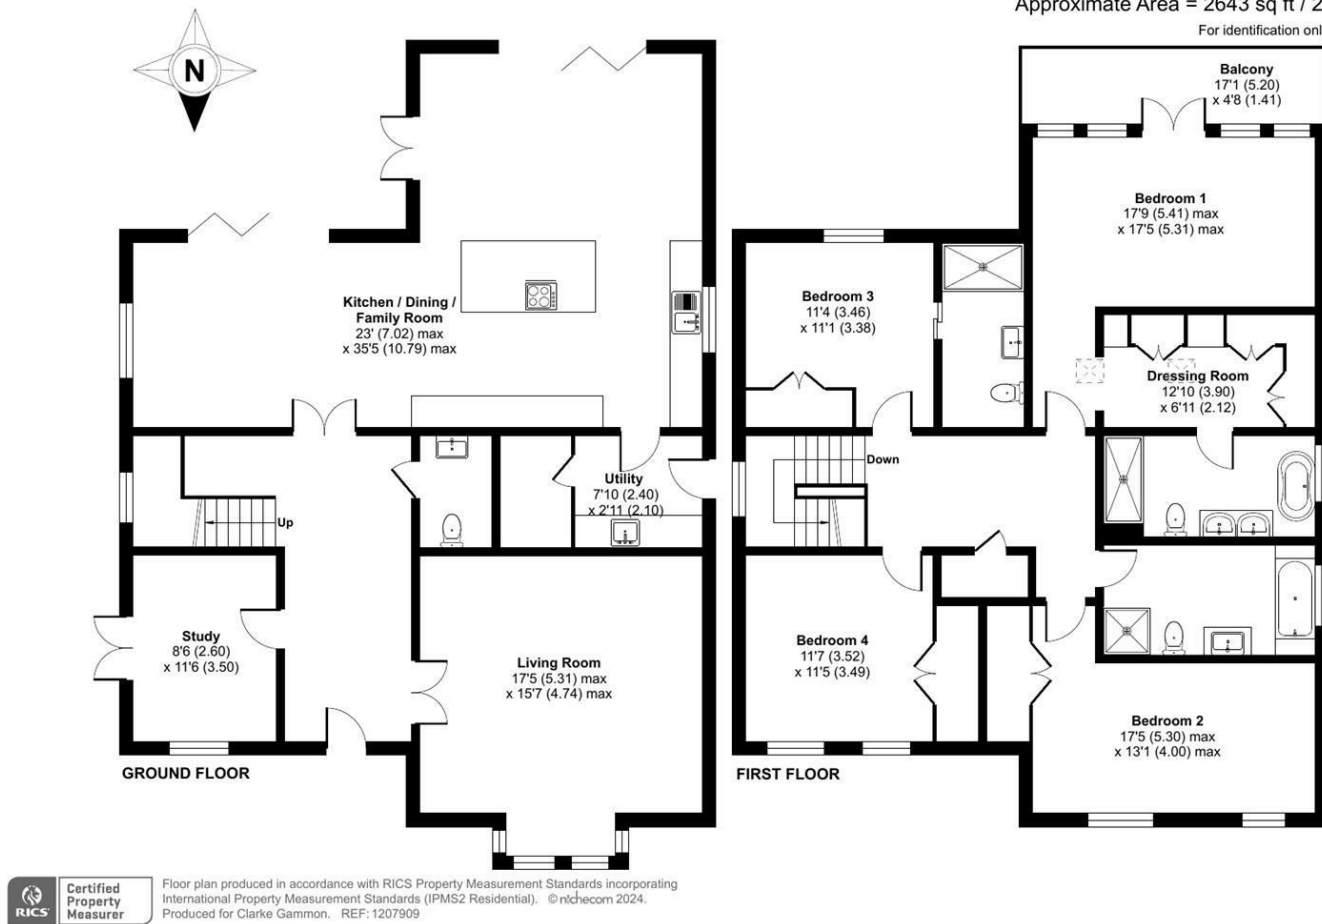 Approximate Area = 2643 sq ft / 2
For identification onl
N
Balcony
17'1 (5.20)
x 4'8 (1.41)
Bedroom 1
17'9 (5.41) max
x 17'5 (5.31) max
Kitchen / Dining /
Family Room
23' (7.02) max
x 35'5 (10.79) max
Bedroom 3
11'4 (3.46)
x 11'1 (3.38)
Dressing Room
12'10 (3.90)
x 6'11 (2.12)
Utility
7'10 (2.40)
x 2'11 (2.10)
Up
Down
Study
8'6 (2.60)
x 11'6 (3.50)
Living Room
17'5 (5.31) max
x 15'7 (4.74) max
Bedroom 4
11'7 (3.52)
x 11'5 (3.49)
Bedroom 2
17'5 (5.30) max
x 13'1 (4.00) max
GROUND FLOOR
FIRST FLOOR
RICS
Certified
Property
Measurer
Floor plan produced in accordance with RICS Property Measurement Standards incorporating
International Property Measurement Standards (IPMS2 Residential). © nichecom 2024.
Produced for Clarke Gammon. REF: 1207909